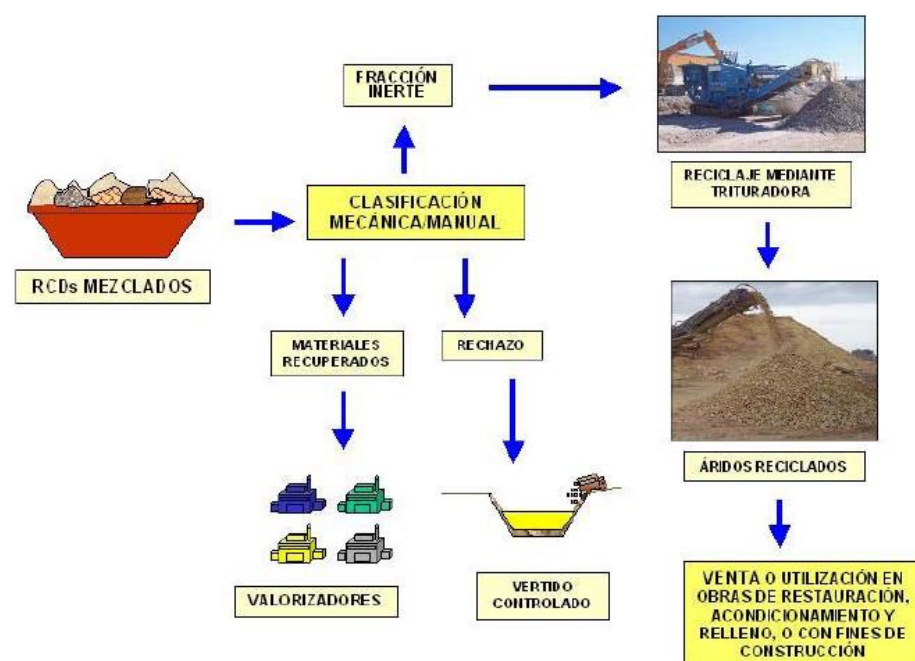 FRACCIÓN
INERTE
RECICLAJE MEDIANTE
TRITURADORA
CLASIFICACIÓN
MECÁNICA/MANUAL
RCDs MEZCLADOS
MATERIALES
RECUPERADOS
RECHAZO
ÁRIDOS RECICLADOS
VALORIZADORES
VERTIDO
CONTROLADO
VENTA O UTILIZACIÓN EN
OBRAS DE RESTAURACIÓN,
ACONDICIONAMIENTO Y
RELLENO, O CON FINES DE
CONSTRUCCIÓN